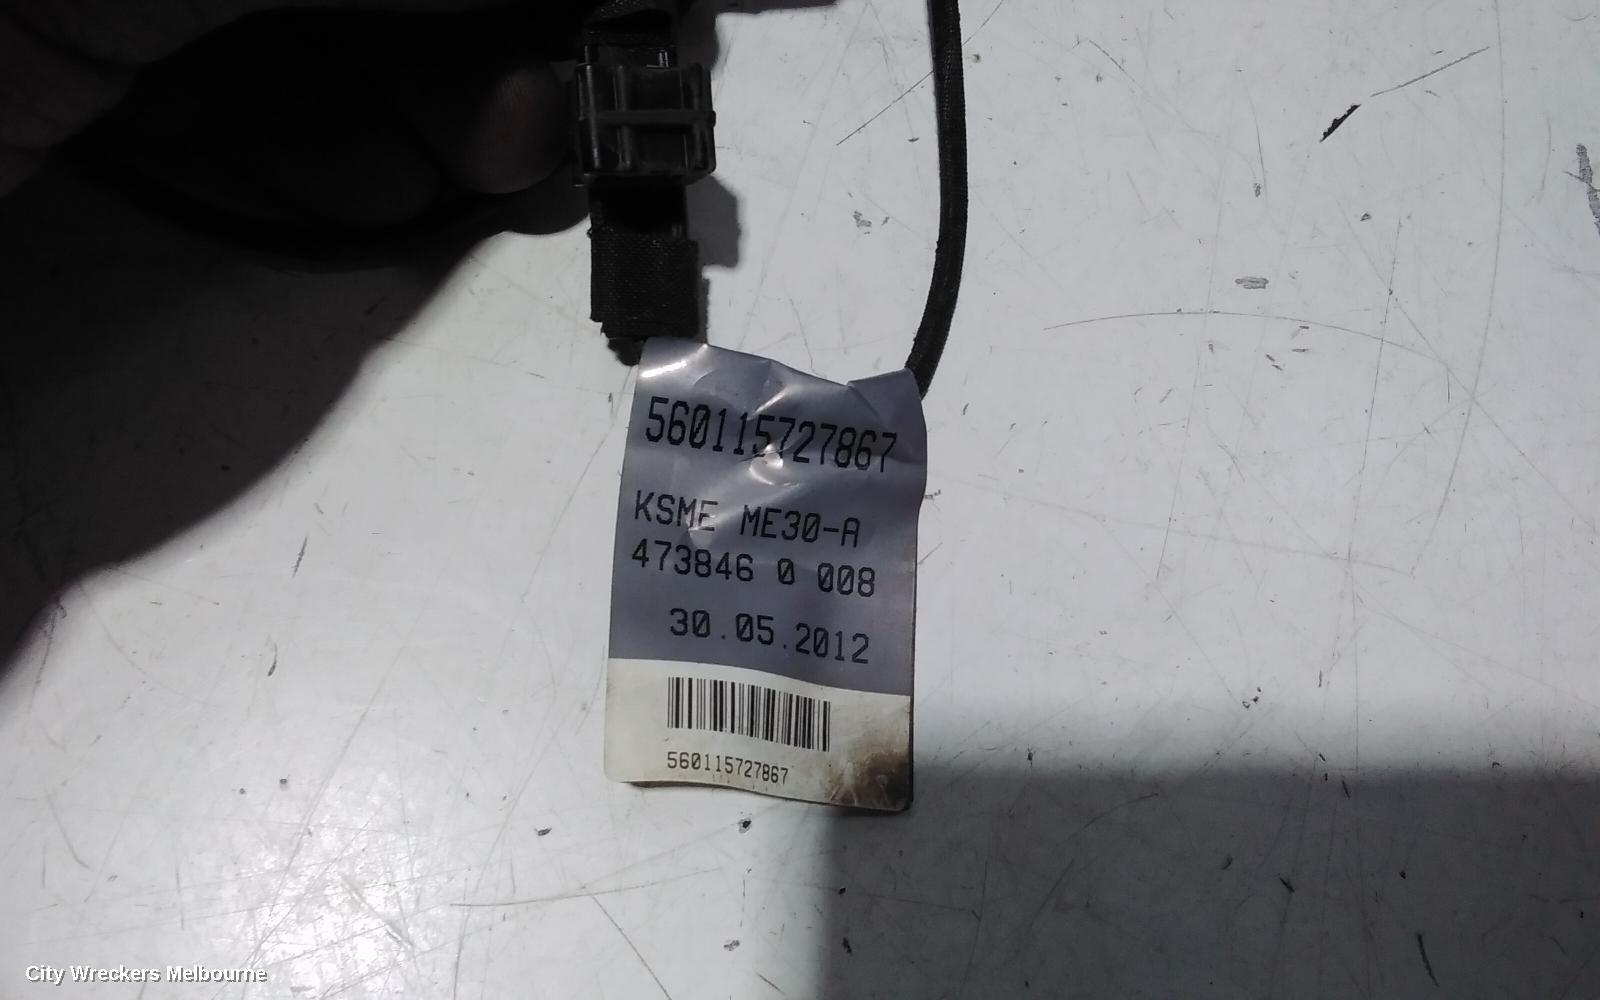 560115727867
KSME ME30-A
473846 0 008
30.05.2012
560115727867
City Wreckers Melbourne